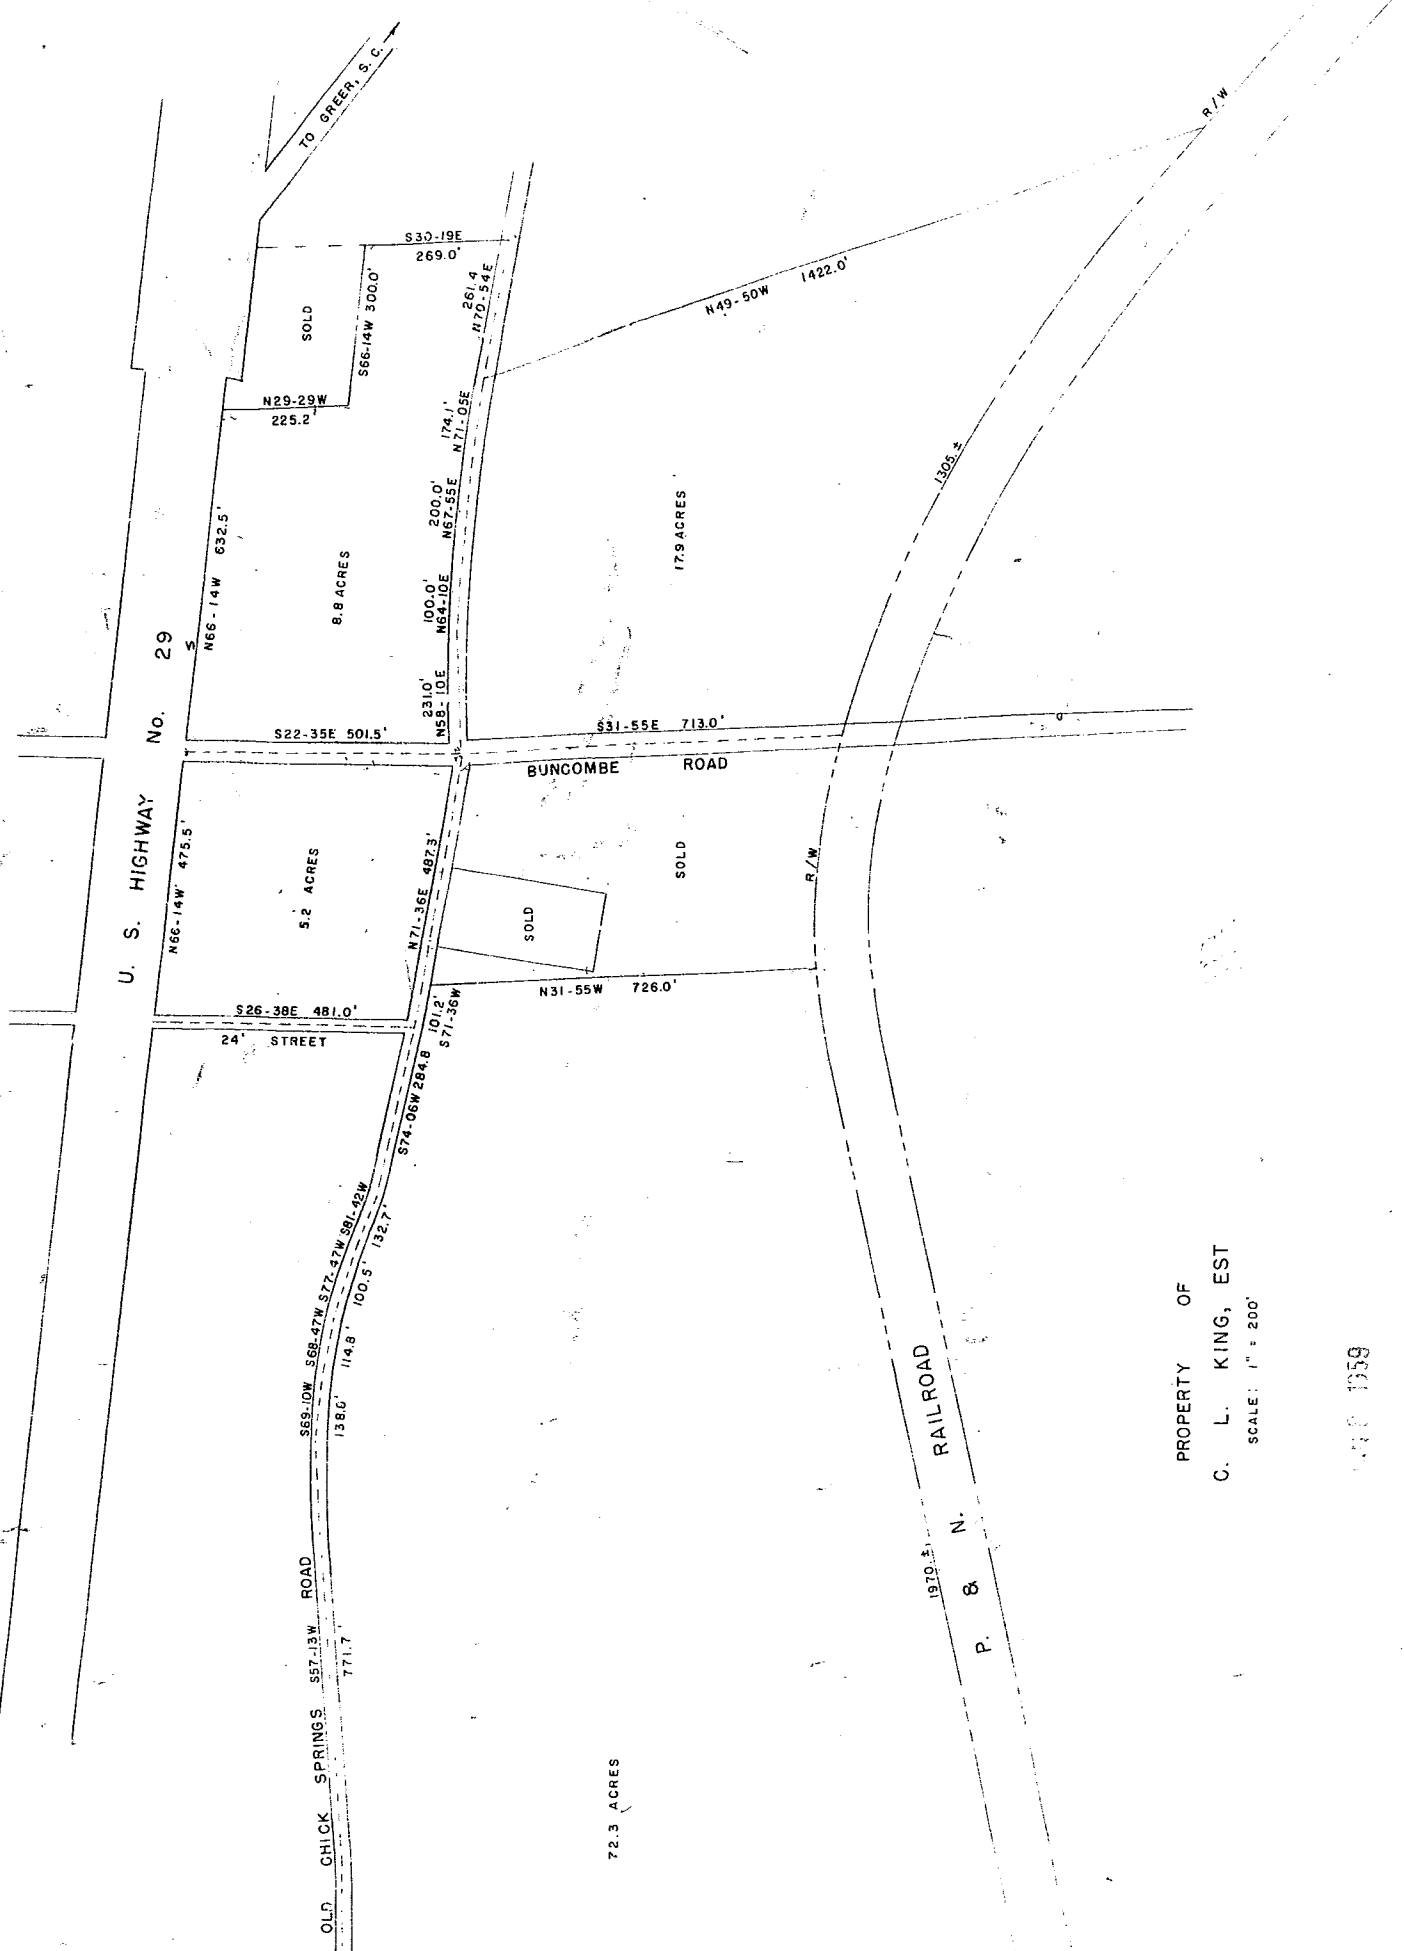 TO GREER, S. C.
S30-19E
269.0'
SOLD
S66-14W 300.0'
N29-29W
225.2'
261.4
N70-54E
174.1'
N71-05E
200.0'
N67-55E
100.0'
N64-10E
231.0'
N58-10E
N49-50W 1422.0'
R/W
1305.±
17.9 ACRES
8.8 ACRES
N66-14W 632.5'
S
U. S. HIGHWAY No. 29
S22-35E 501.5'
S31-55E 713.0'
BUNCOMBE ROAD
N66-14W 475.5'
5.2 ACRES
N71-36E 487.3'
SOLD
SOLD
R/W
N31-55W 726.0'
S26-38E 481.0'
24' STREET
101.2'
S71-36W
S74-06W 284.8
S81-42W
132.7'
S77-47W
100.5'
S68-47W
114.8'
S69-10W
138.0'
OLD CHICK SPRINGS ROAD
S57-13W
771.7'
72.3 ACRES
1970.±
P. & N. RAILROAD
PROPERTY OF
C. L. KING, EST
SCALE: 1" = 200'
1959